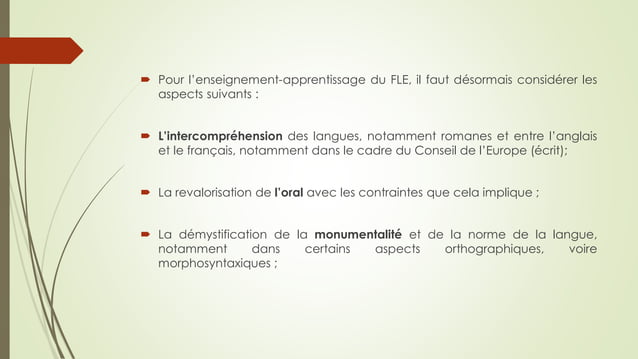 Pour l’enseignement-apprentissage du FLE, il faut désormais considérer les
aspects suivants :
L’intercompréhension des langues, notamment romanes et entre l’anglais
et le français, notamment dans le cadre du Conseil de l’Europe (écrit);
La revalorisation de l’oral avec les contraintes que cela implique ;
La démystification de la monumentalité et de la norme de la langue,
notamment dans certains aspects orthographiques, voire
morphosyntaxiques ;